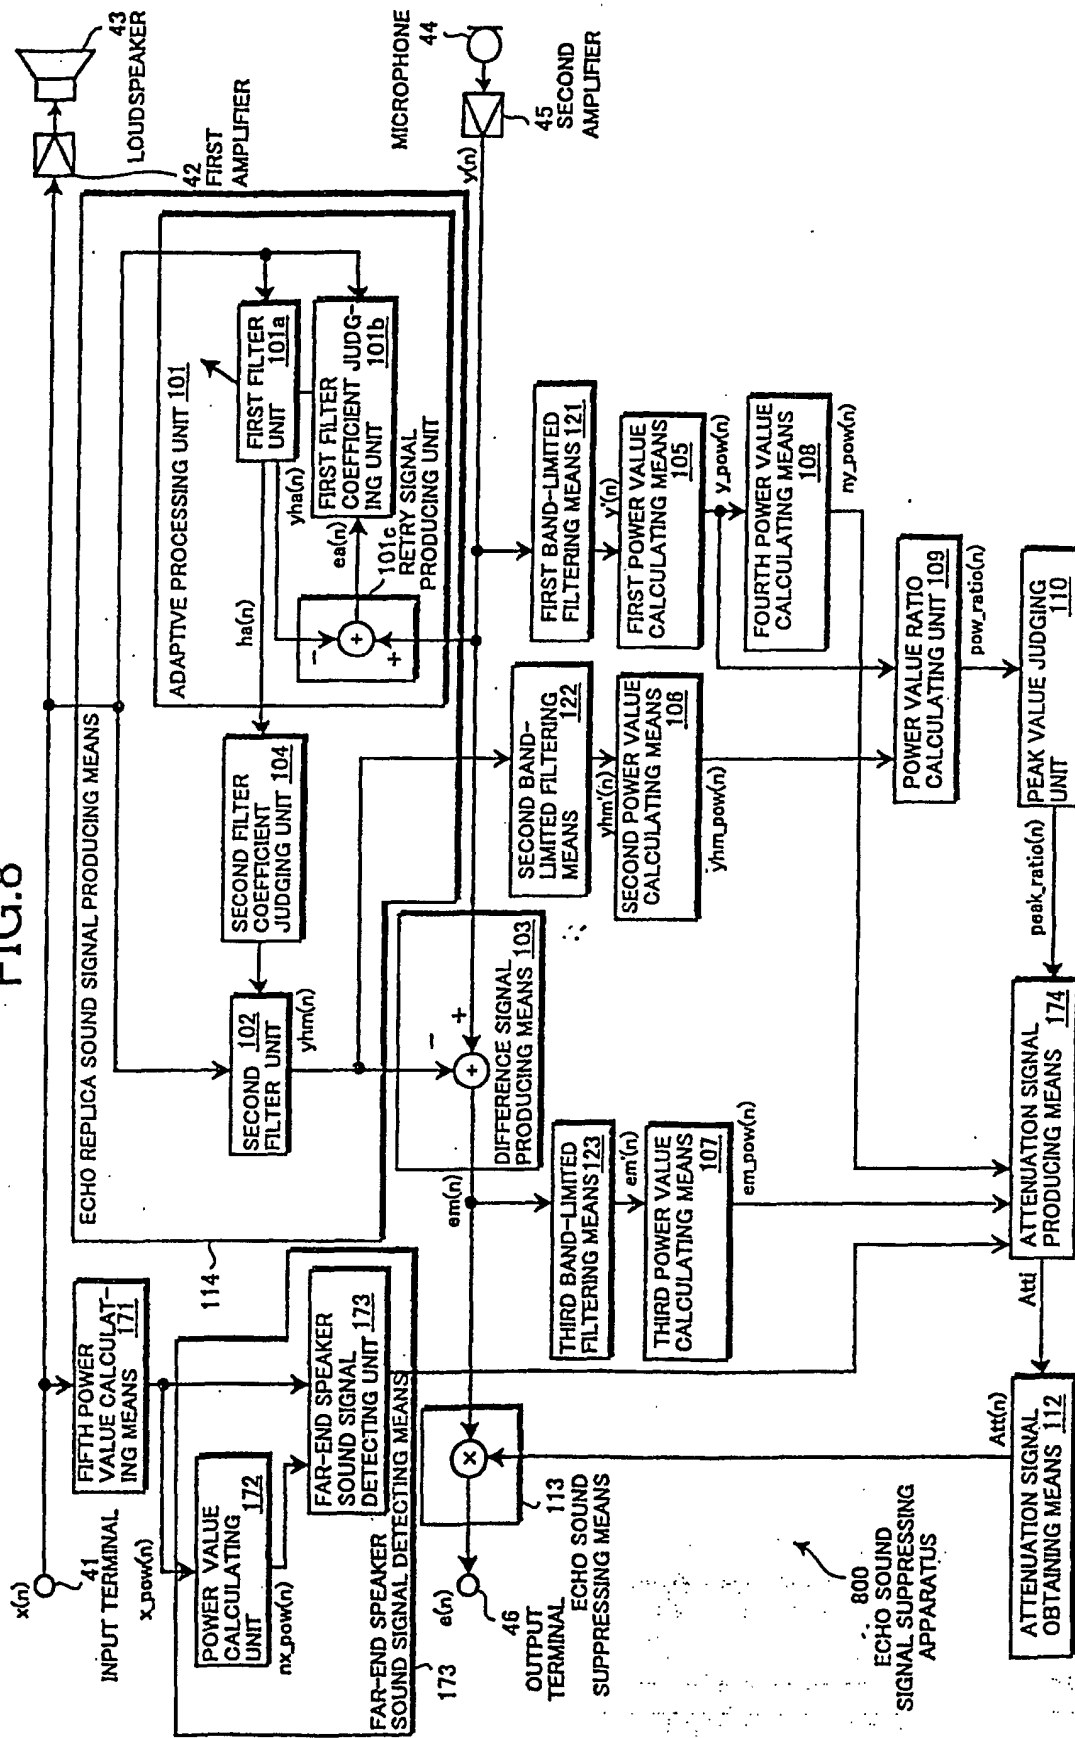 FIG.8
x(n)
41
INPUT TERMINAL
x_pow(n)
FIFTH POWER
VALUE CALCULAT-
ING MEANS 171
POWER VALUE
CALCULATING
UNIT 172
nx_pow(n)
FAR-END SPEAKER
SOUND SIGNAL
DETECTING UNIT 173
FAR-END SPEAKER
SOUND SIGNAL DETECTING MEANS
173
114
ECHO REPLICA SOUND SIGNAL PRODUCING MEANS
SECOND 102
FILTER UNIT
yhm(n)
SECOND FILTER
COEFFICIENT
JUDGING UNIT 104
ha(n)
ADAPTIVE PROCESSING UNIT 101
FIRST FILTER
UNIT 101a
yha(n)
FIRST FILTER
COEFFICIENT JUDG-
ING UNIT 101b
ea(n)
101c
RETRY SIGNAL
PRODUCING UNIT
-
+
+
42
FIRST
AMPLIFIER
43
LOUDSPEAKER
MICROPHONE
44
45
SECOND
AMPLIFIER
y(n)
DIFFERENCE SIGNAL
PRODUCING MEANS 103
-
+
+
em(n)
e(n)
46
OUTPUT
TERMINAL
×
113
ECHO SOUND
SUPPRESSING MEANS
THIRD BAND-LIMITED
FILTERING MEANS 123
em'(n)
THIRD POWER VALUE
CALCULATING MEANS
107
em_pow(n)
SECOND BAND-
LIMITED FILTERING
MEANS 122
yhm'(n)
SECOND POWER VALUE
CALCULATING MEANS
106
yhm_pow(n)
FIRST BAND-LIMITED
FILTERING MEANS 121
y'(n)
FIRST POWER VALUE
CALCULATING MEANS
105
y_pow(n)
FOURTH POWER VALUE
CALCULATING MEANS
108
ny_pow(n)
POWER VALUE RATIO
CALCULATING UNIT 109
pow_ratio(n)
PEAK VALUE JUDGING
UNIT 110
peak_ratio(n)
ATTENUATION SIGNAL
PRODUCING MEANS 174
Atti
ATTENUATION SIGNAL
OBTAINING MEANS 112
Att(n)
800
ECHO SOUND
SIGNAL SUPPRESSING
APPARATUS